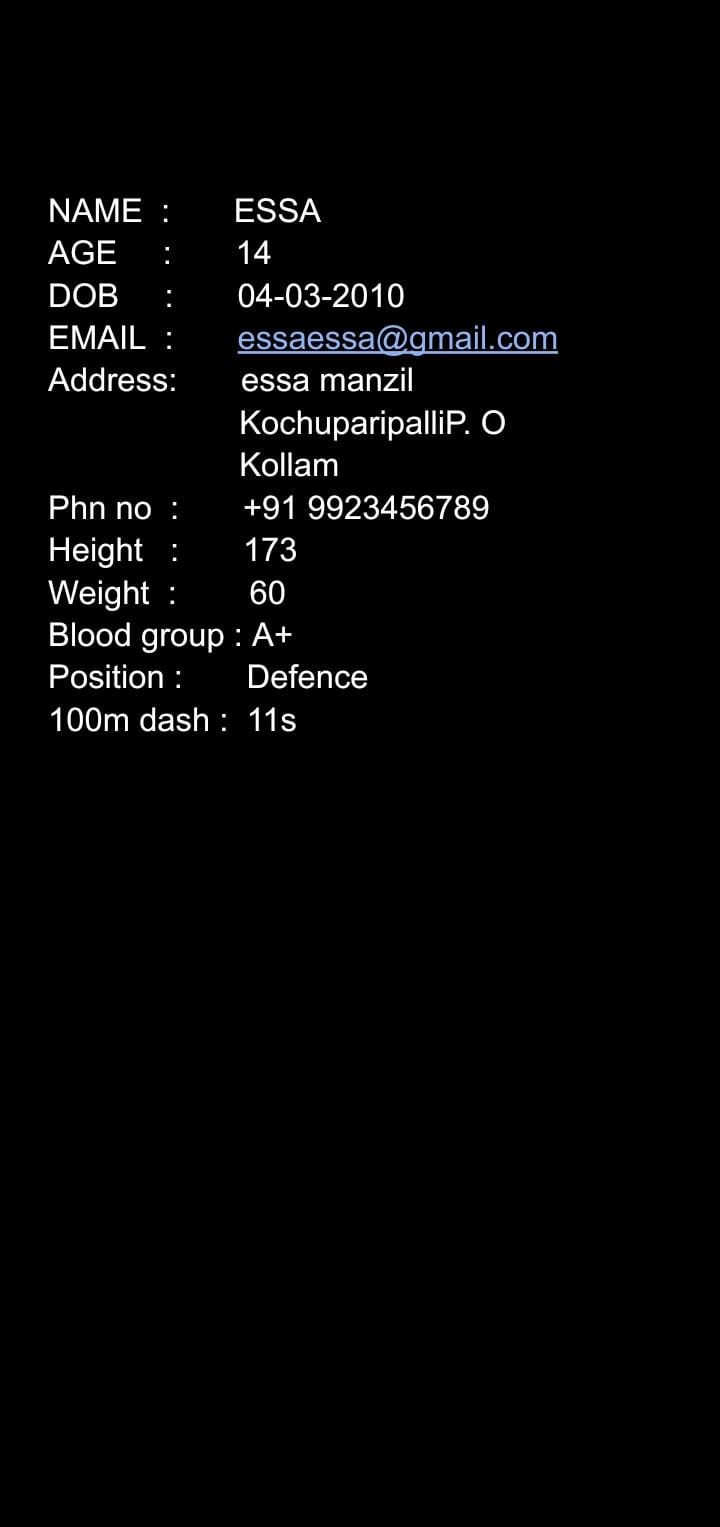 NAME : ESSA
AGE : 14
DOB : 04-03-2010
EMAIL : essaessa@gmail.com
Address: essa manzil
KochuparipalliP. O
Kollam
Phn no : +91 9923456789
Height : 173
Weight : 60
Blood group : A+
Position : Defence
100m dash : 11s